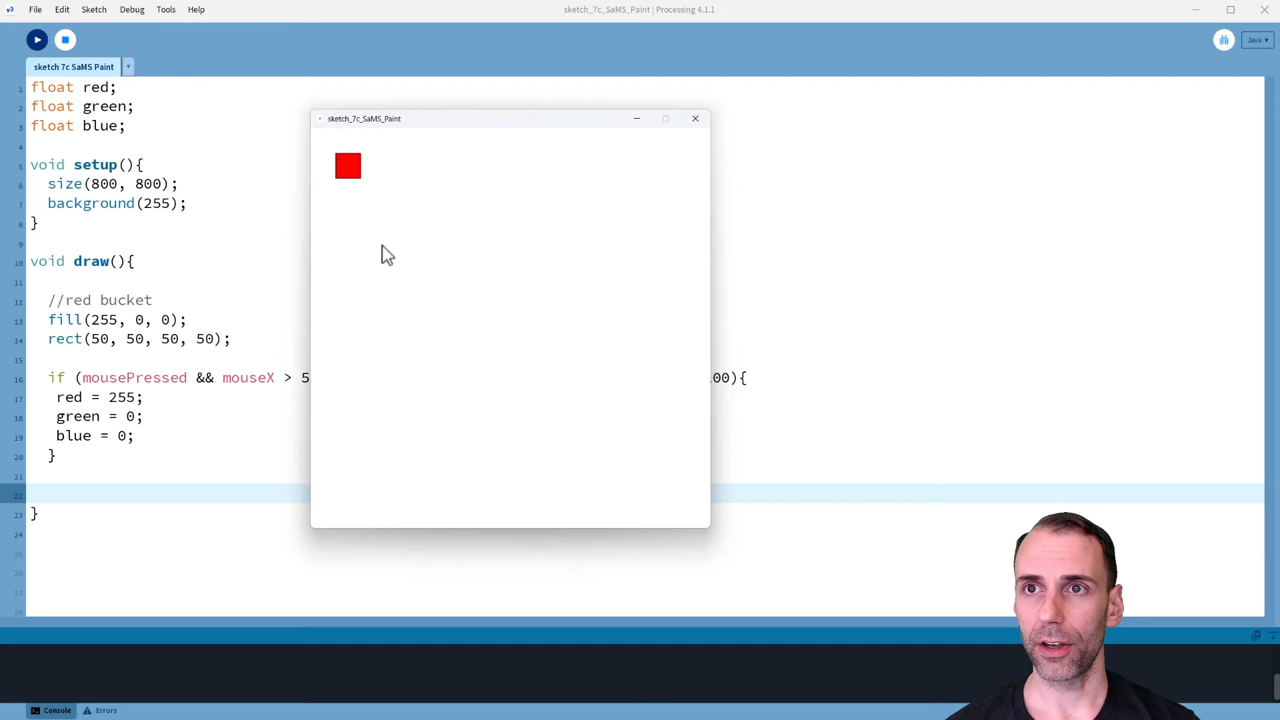 File Edit Sketch Debug Tools Help
sketch_7c_SaMS_Paint | Processing 4.1.1
Java ▾
sketch 7c SaMS Paint
1 float red;
2 float green;
3 float blue;
4
5 void setup(){
6 size(800, 800);
7 background(255);
8 }
9
10 void draw(){
11
12 //red bucket
13 fill(255, 0, 0);
14 rect(50, 50, 50, 50);
15
16 if (mousePressed && mouseX > 5 00){
17 red = 255;
18 green = 0;
19 blue = 0;
20 }
21
22
23 }
24
25
26
27
28
sketch_7c_SaMS_Paint
Console Errors